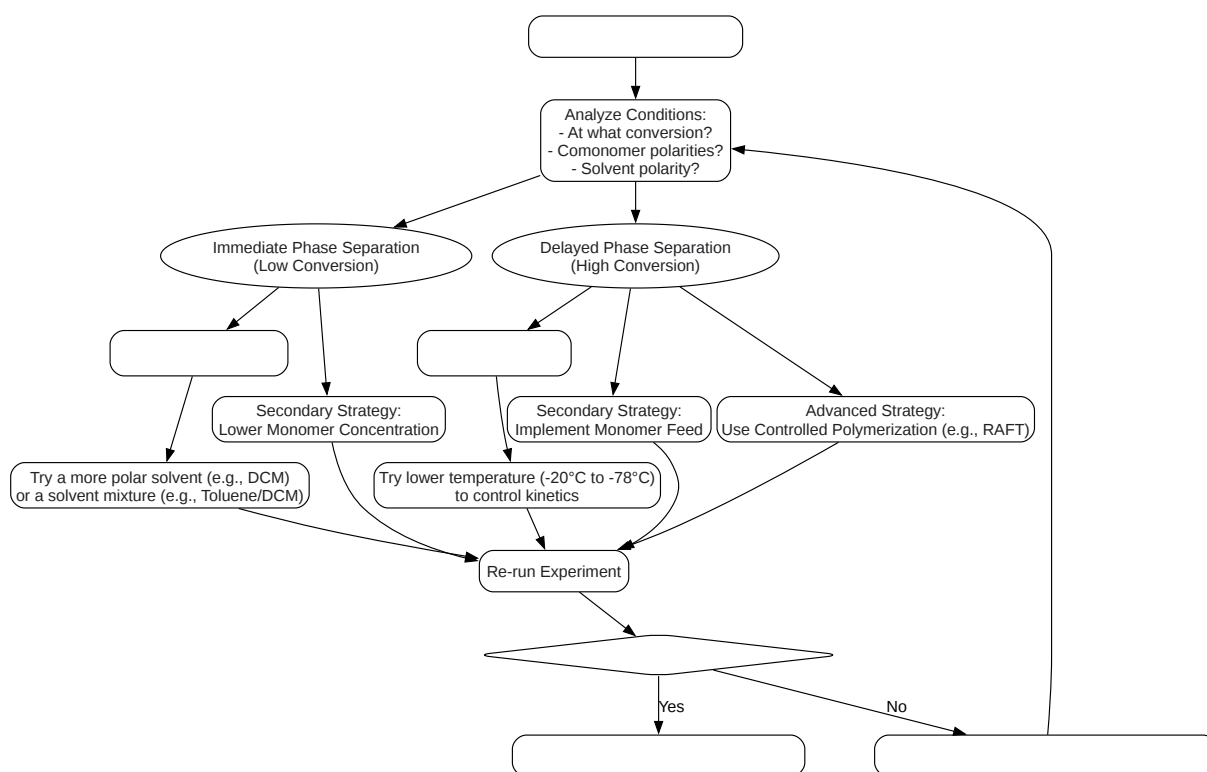 Analyze Conditions:
- At what conversion?
- Comonomer polarities?
- Solvent polarity?
Immediate Phase Separation
(Low Conversion)
Delayed Phase Separation
(High Conversion)
Secondary Strategy:
Lower Monomer Concentration
Secondary Strategy:
Implement Monomer Feed
Advanced Strategy:
Use Controlled Polymerization (e.g., RAFT)
Try a more polar solvent (e.g., DCM)
or a solvent mixture (e.g., Toluene/DCM)
Try lower temperature (-20°C to -78°C)
to control kinetics
Re-run Experiment
Yes
No